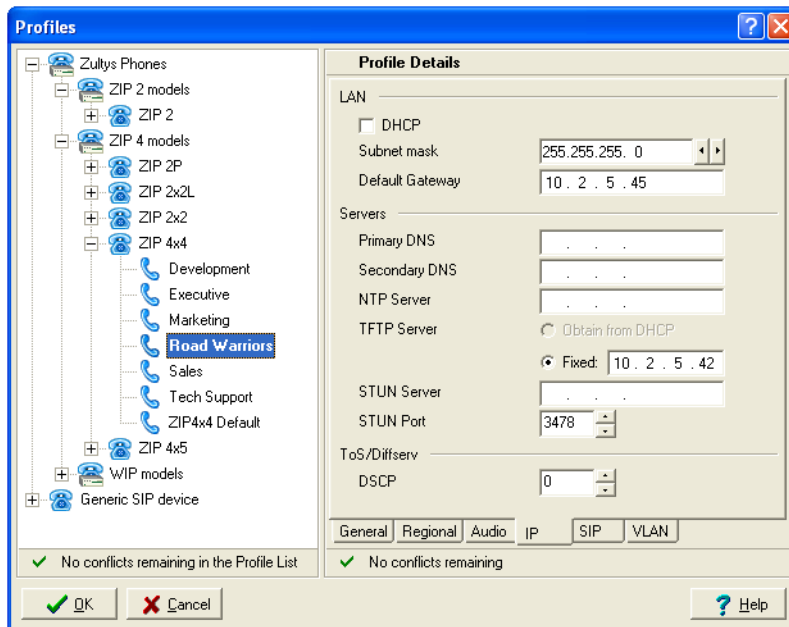 Profiles
Zultys Phones
ZIP 2 models
ZIP 2
ZIP 4 models
ZIP 2P
ZIP 2x2L
ZIP 2x2
ZIP 4x4
Development
Executive
Marketing
Road Warriors
Sales
Tech Support
ZIP4x4 Default
ZIP 4x5
WIP models
Generic SIP device
No conflicts remaining in the Profile List
Profile Details
LAN
DHCP
Subnet mask 255.255.255. 0
Default Gateway 10 . 2 . 5 . 45
Servers
Primary DNS . . .
Secondary DNS . . .
NTP Server . . .
TFTP Server Obtain from DHCP
Fixed: 10 . 2 . 5 . 42
STUN Server . . .
STUN Port 3478
ToS/Diffserv
DSCP 0
General Regional Audio IP SIP VLAN
No conflicts remaining
OK Cancel Help